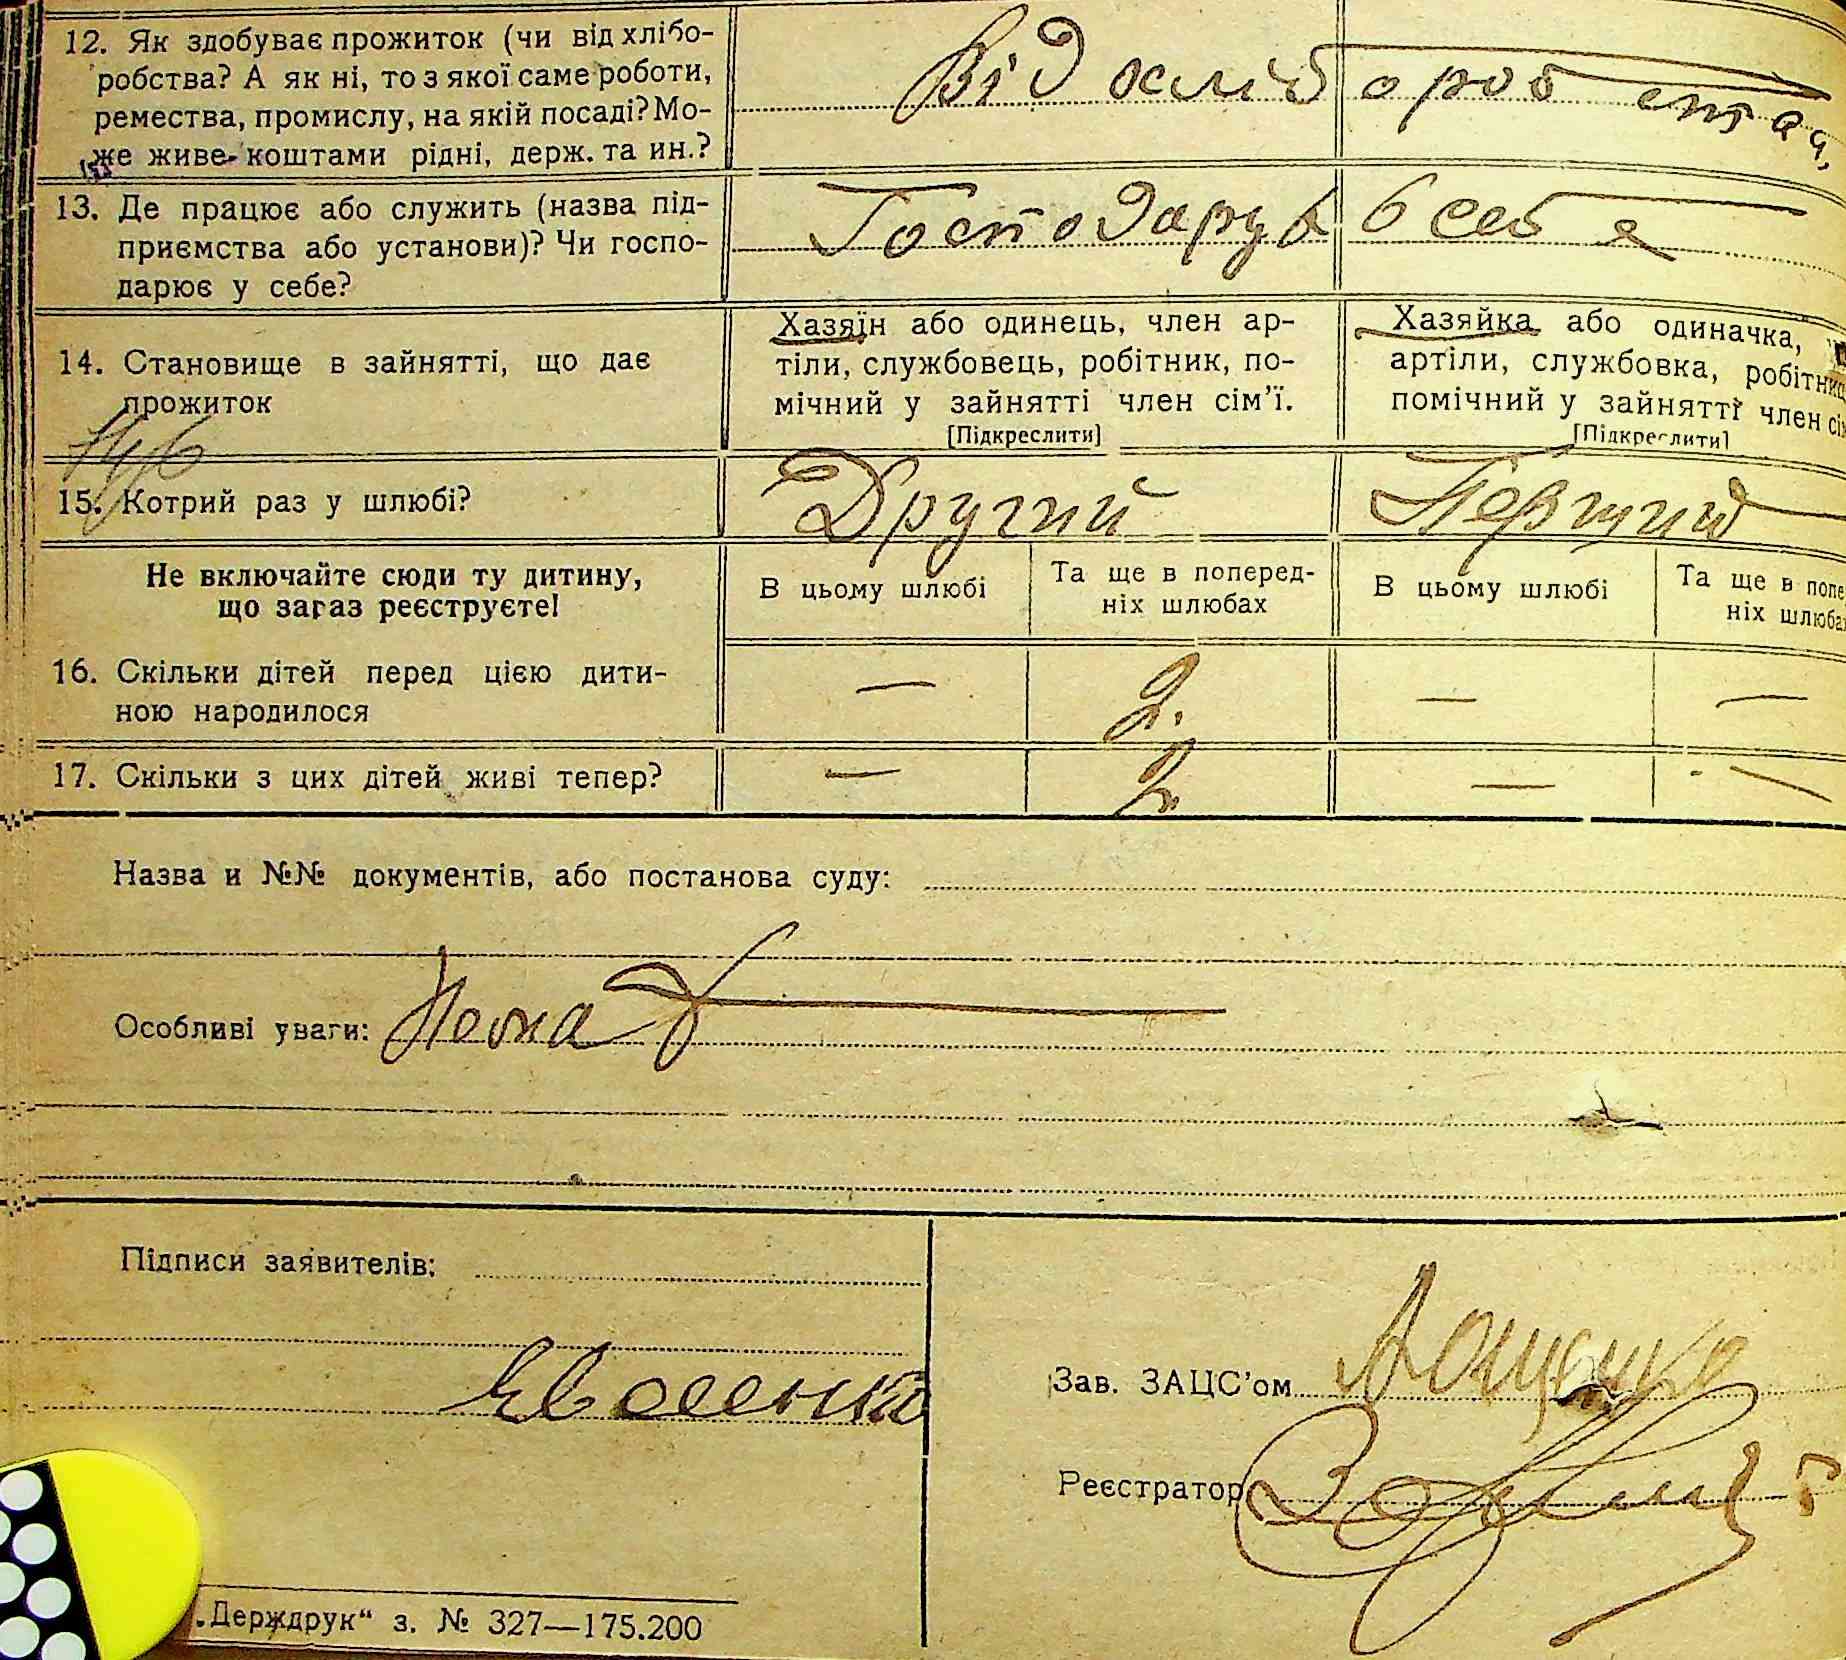 12. Як здобуває прожиток (чи від хлібо-
робства? А як ні, то з якої саме роботи,
ремества, промислу, на якій посаді? Мо-
же живе коштами рідні, держ. та ин.?
Від хліборобства,
13. Де працює або служить (назва під-
приємства або установи)? Чи госпо-
дарює у себе?
Господарує в себе
14. Становище в зайнятті, що дає
прожиток
Хазяїн або одинець, член ар-
тіли, службовець, робітник, по-
мічний у зайнятті член сім'ї.
[Підкреслити]
Хазяйка або одиначка,
артіли, службовка, робітниц
помічний у зайнятті член сім
[Підкреслити]
15. Котрий раз у шлюбі?
Другий
Перший
Не включайте сюди ту дитину,
що зараз реєструєте!
В цьому шлюбі
Та ще в поперед-
ніх шлюбах
В цьому шлюбі
Та ще в попе
ніх шлюбах
16. Скільки дітей перед цією дити-
ною народилося
— 2. — —
17. Скільки з цих дітей живі тепер?
— 2 — —
Назва и №№ документів, або постанова суду:
Особливі уваги: Нема
Підписи заявителів:
Зав. ЗАЦС'ом
Реєстратор
„Держдрук“ з. № 327—175.200